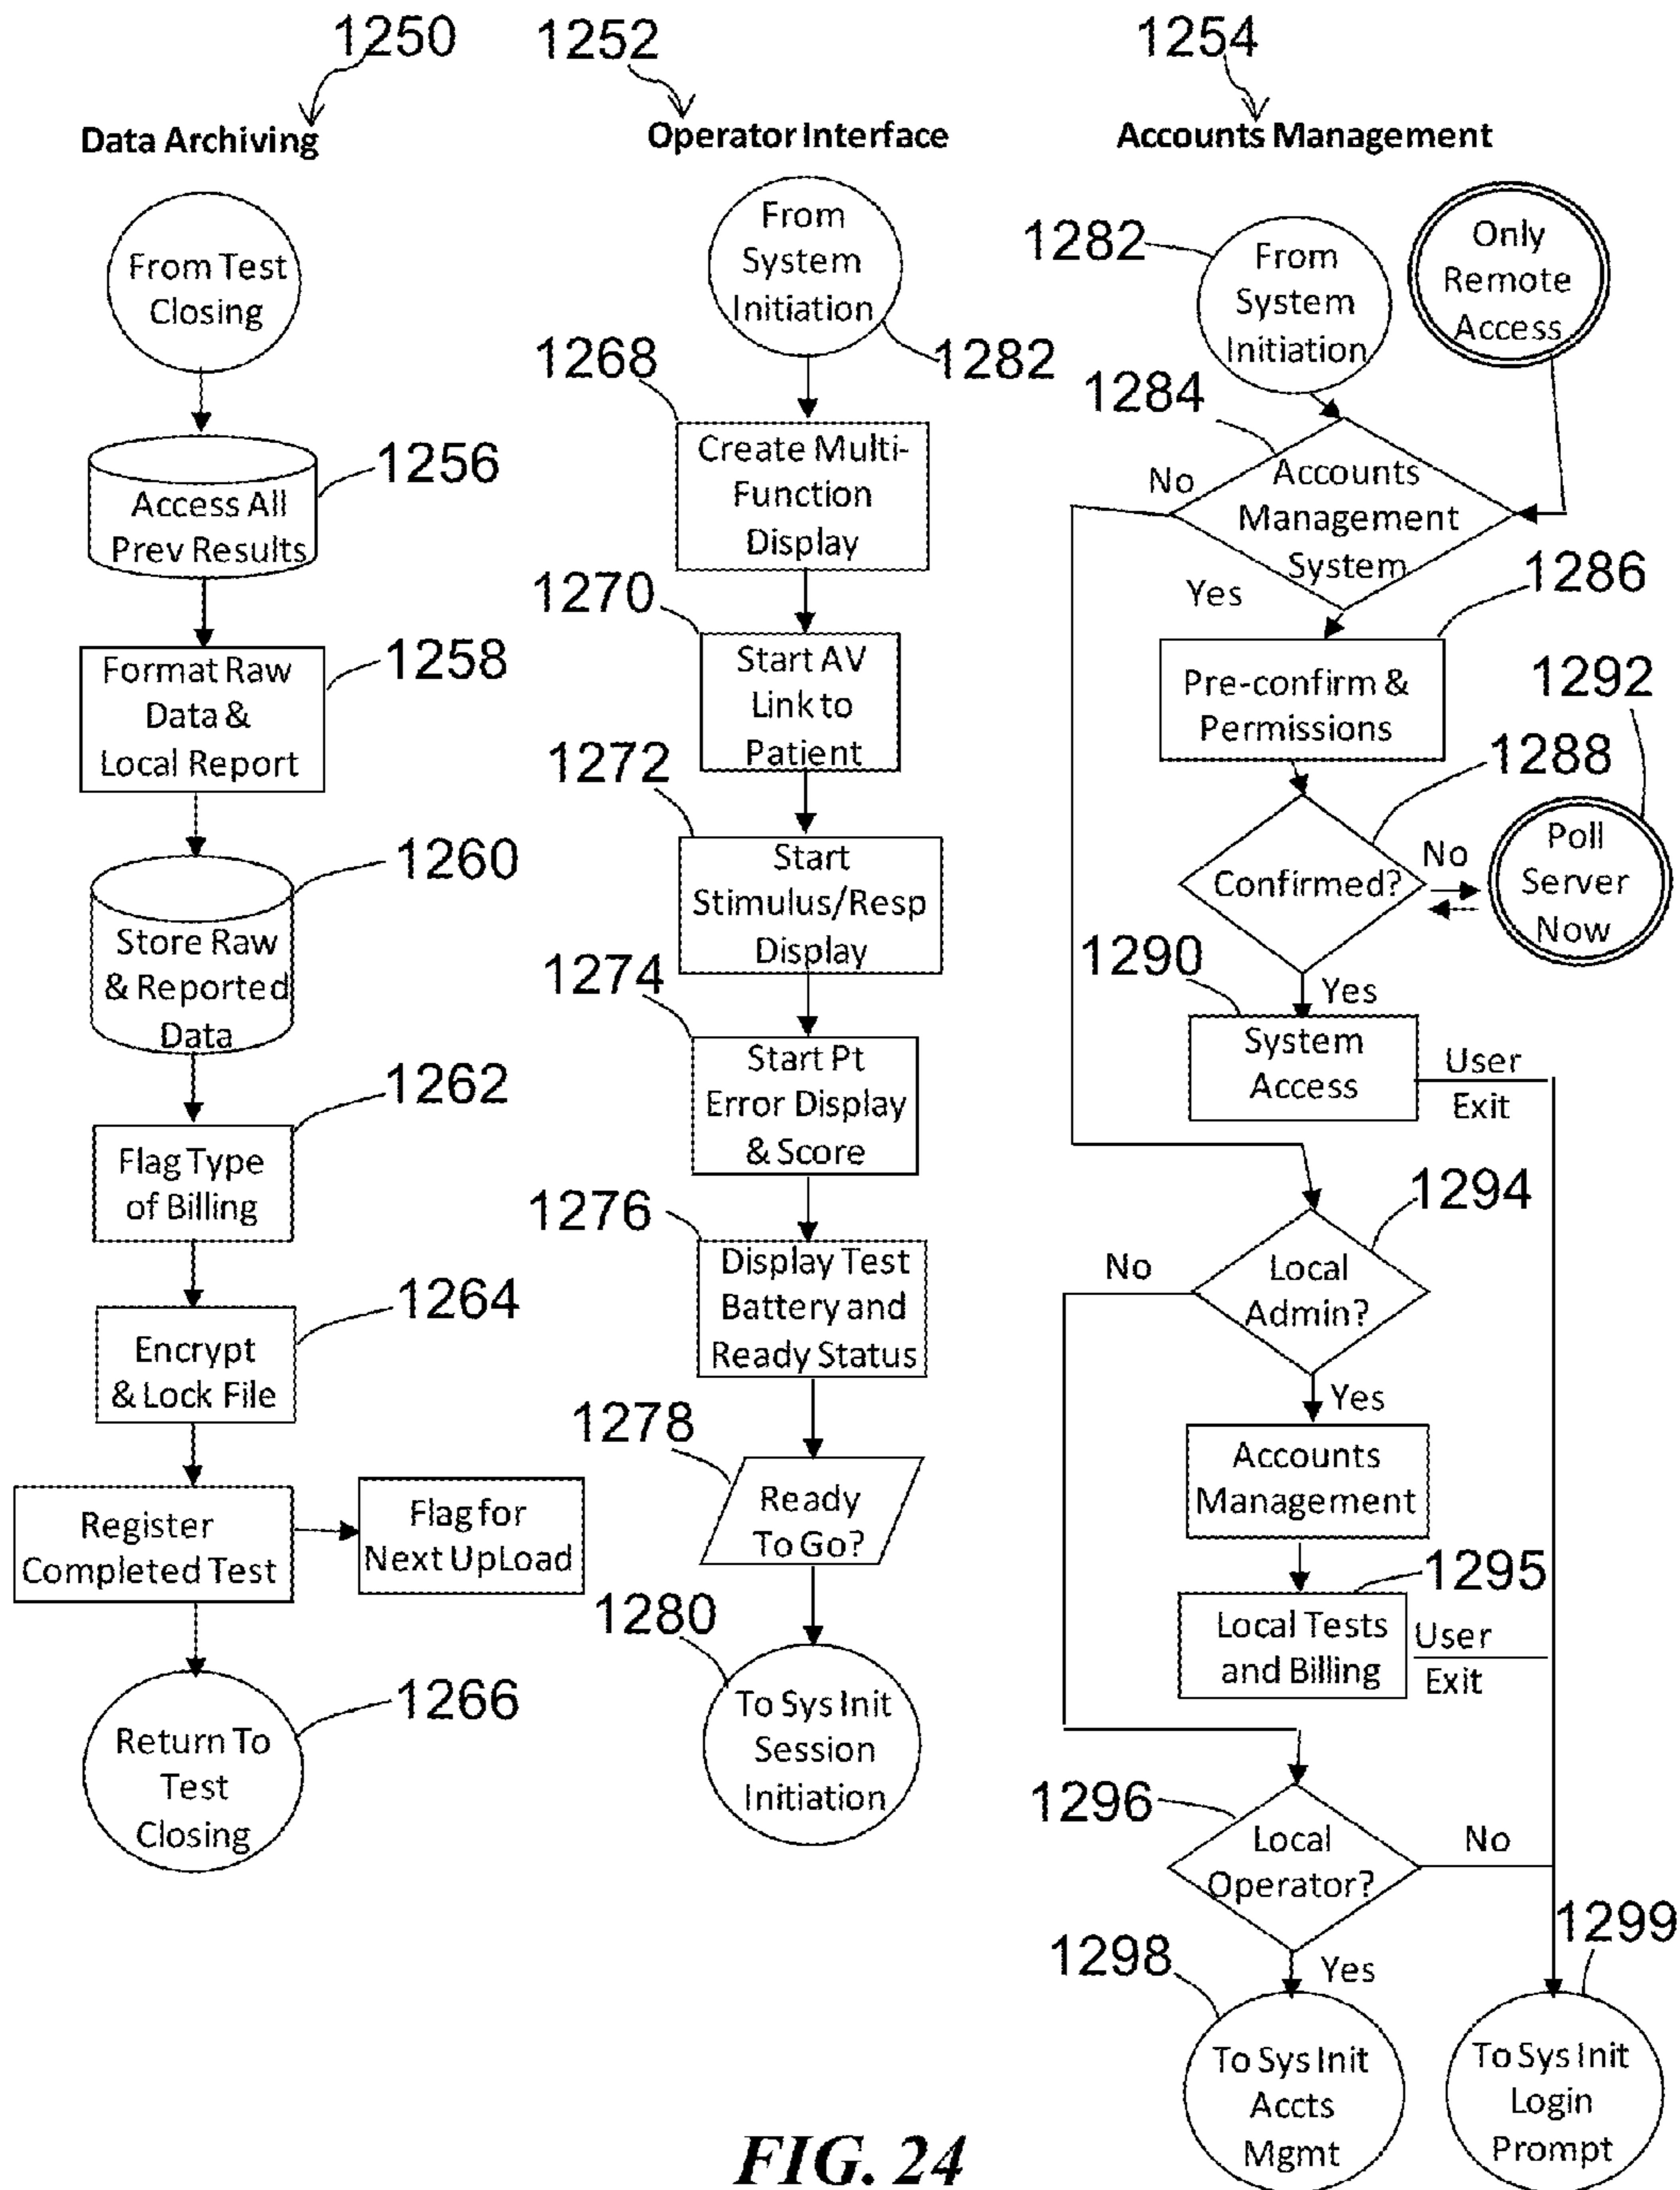 1250
Data Archiving
From Test
Closing
1256
Access All
Prev Results
1258
Format Raw
Data &
Local Report
1260
Store Raw
& Reported
Data
1262
Flag Type
of Billing
1264
Encrypt
& Lock File
Register
Completed Test
Flag for
Next UpLoad
1266
Return To
Test
Closing
1252
Operator Interface
From
System
Initiation
1282
1268
Create Multi-
Function
Display
1270
Start AV
Link to
Patient
1272
Start
Stimulus/Resp
Display
1274
Start Pt
Error Display
& Score
1276
Display Test
Battery and
Ready Status
1278
Ready
To Go?
1280
To Sys Init
Session
Initiation
1254
Accounts Management
1282
From
System
Initiation
Only
Remote
Access
1284
Accounts
Management
System
No
Yes
1286
Pre-confirm &
Permissions
1288
Confirmed?
No
1292
Poll
Server
Now
Yes
1290
System
Access
User
Exit
1294
Local
Admin?
No
Yes
Accounts
Management
1295
Local Tests
and Billing
User
Exit
1296
Local
Operator?
No
Yes
1298
To Sys Init
Accts
Mgmt
1299
To Sys Init
Login
Prompt
FIG. 24